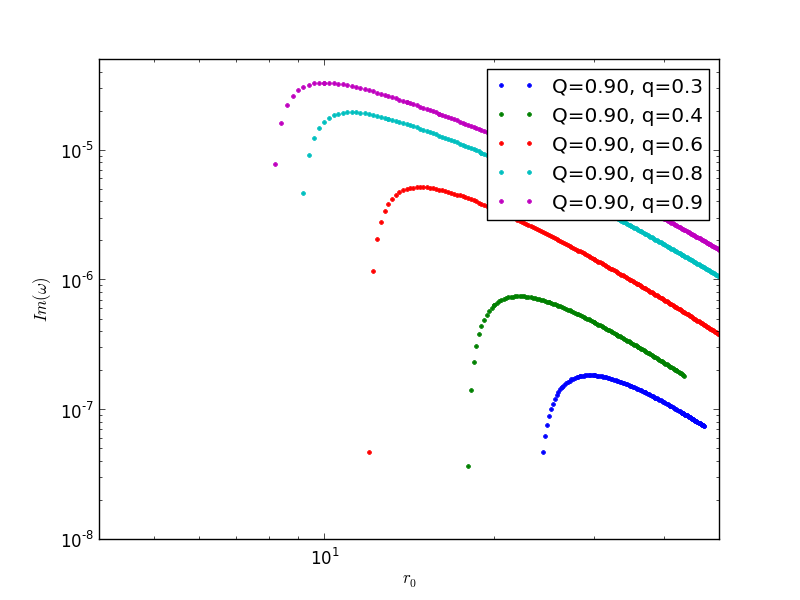 Q=0.90, q=0.3
Q=0.90, q=0.4
Q=0.90, q=0.6
Q=0.90, q=0.8
Q=0.90, q=0.9
10^-5
10^-6
10^-7
10^-8
Im(ω)
10^1
r_0